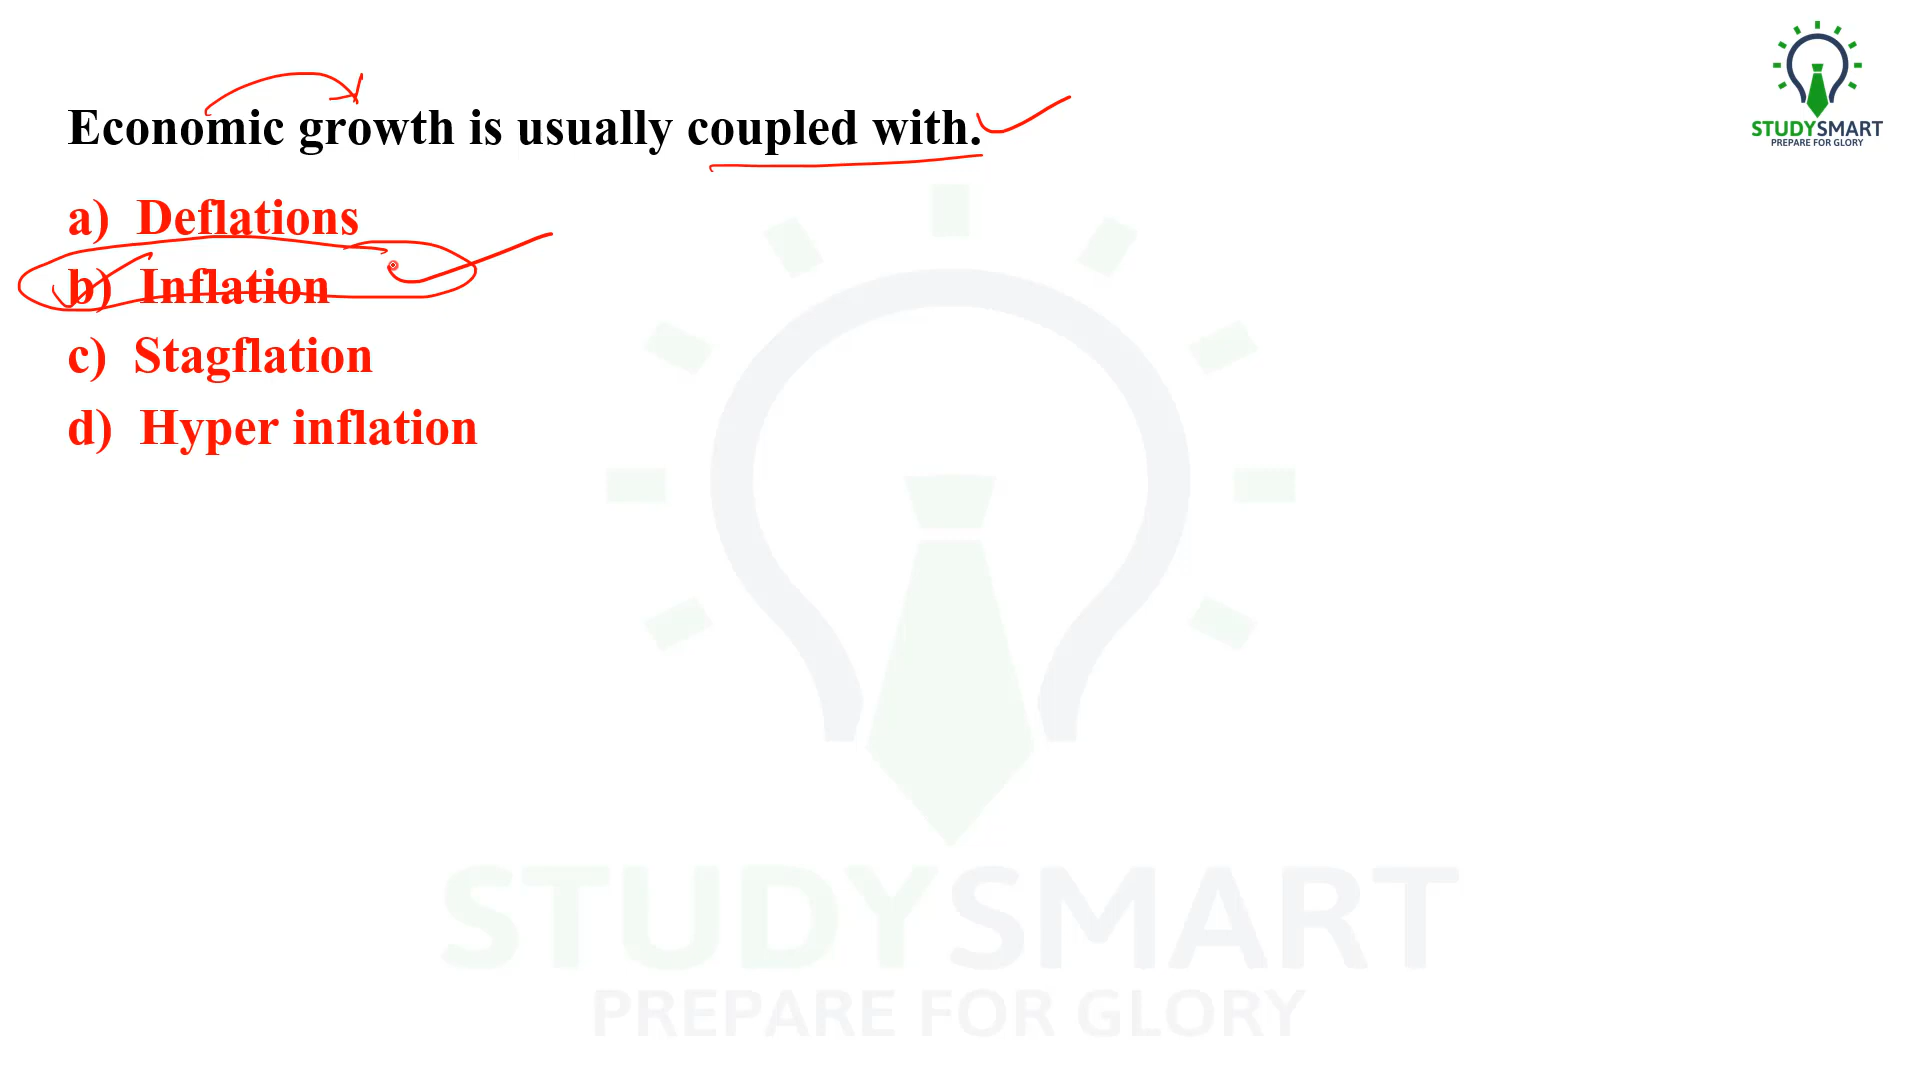 STUDYSMART
PREPARE FOR GLORY
Economic growth is usually coupled with.
a) Deflations
b) Inflation
c) Stagflation
d) Hyper inflation
STUDYSMART
PREPARE FOR GLORY